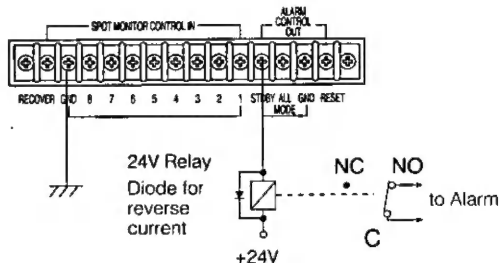 SPOT MONITOR CONTROL IN
ALARM
CONTROL
OUT
RECOVER GND 8 7 6 5 4 3 2 1 STDBY ALL GND RESET
MODE
24V Relay
Diode for
reverse
current
NC NO
to Alarm
C
+24V